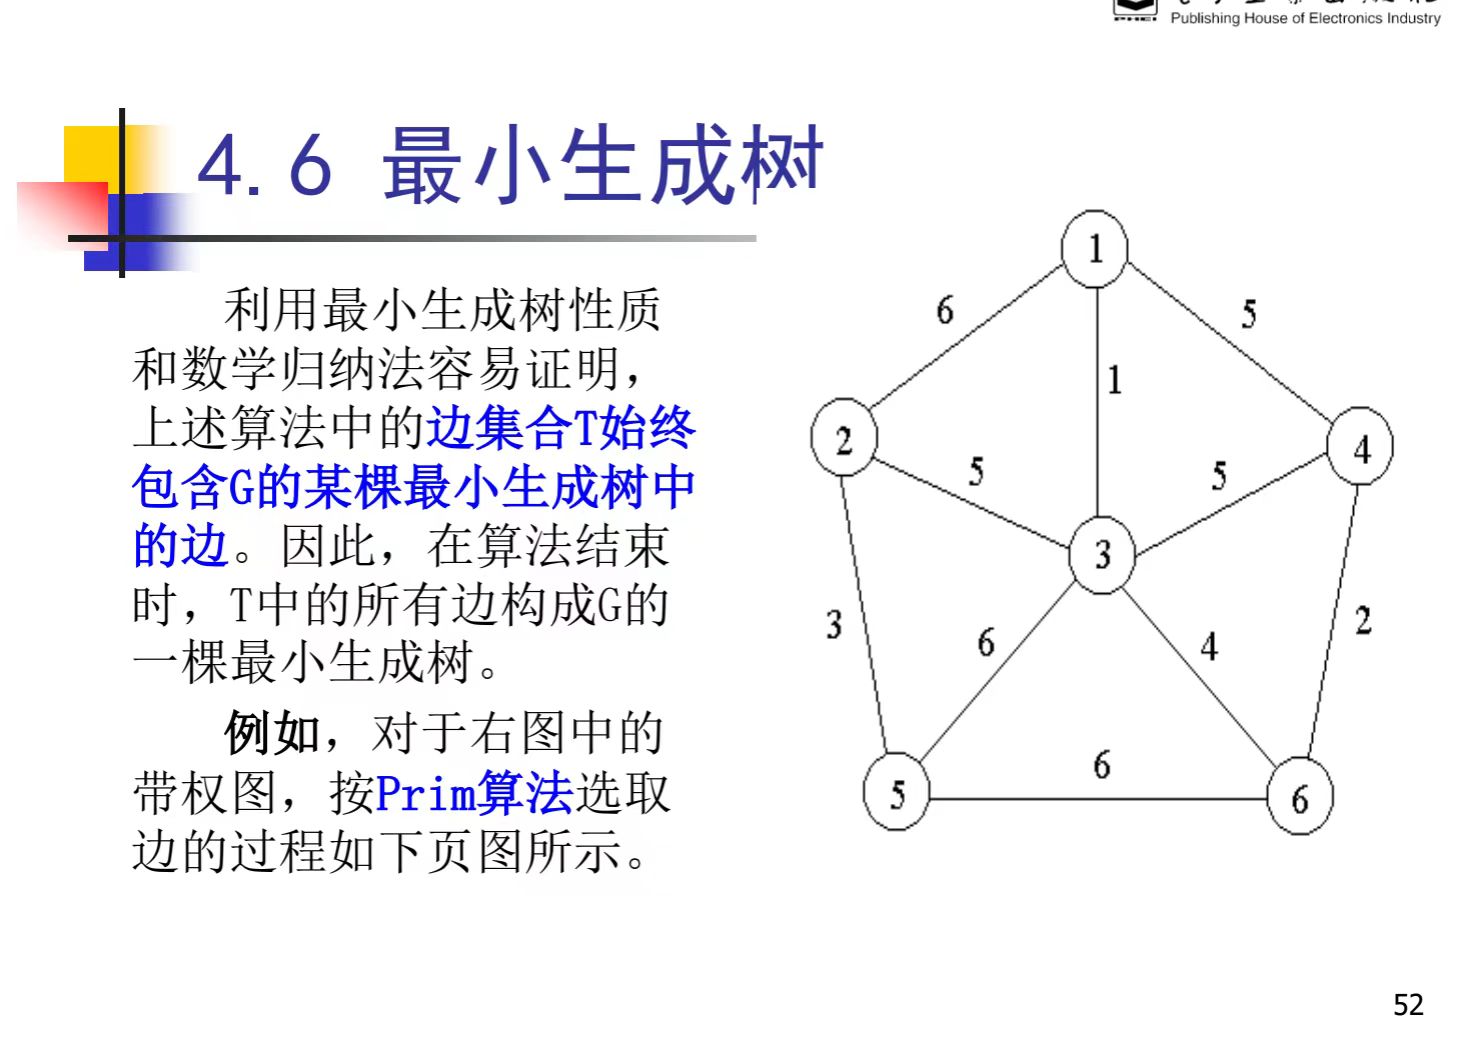 Publishing House of Electronics Industry
4.6 最小生成树
利用最小生成树性质
和数学归纳法容易证明，
上述算法中的边集合T始终
包含G的某棵最小生成树中
的边。因此，在算法结束
时，T中的所有边构成G的
一棵最小生成树。
例如，对于右图中的
带权图，按Prim算法选取
边的过程如下页图所示。
1
6
5
1
2
4
5
5
3
3
2
6
4
6
5
6
52